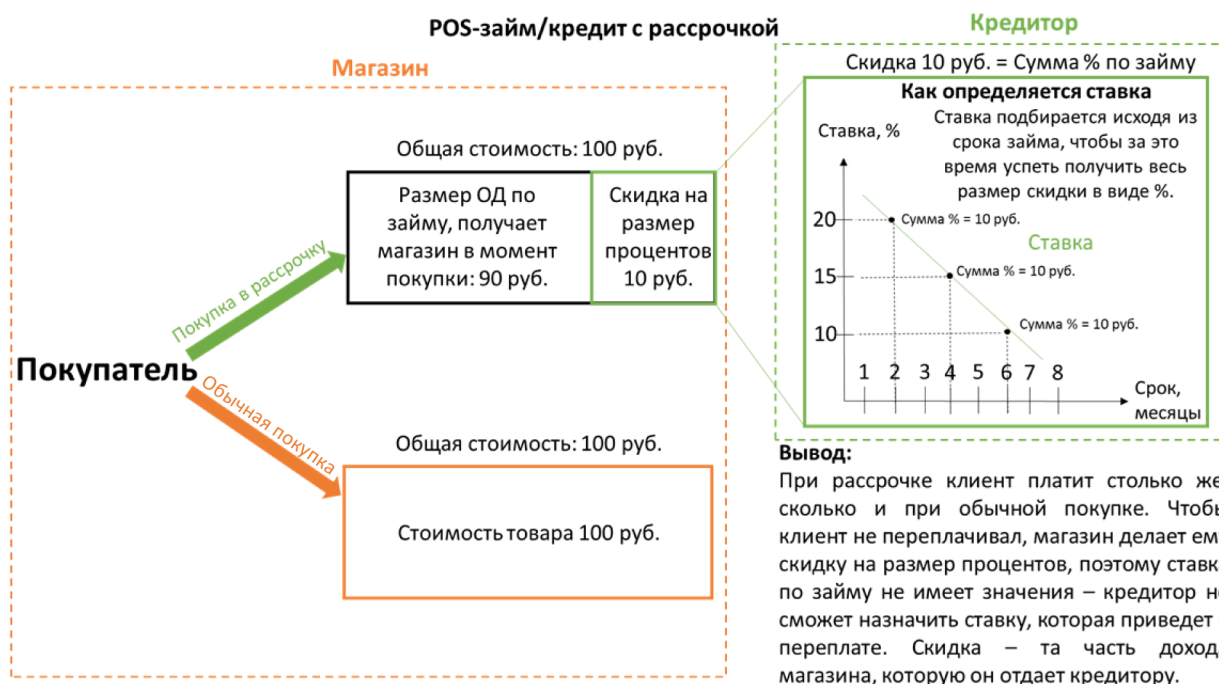 POS-займ/кредит с рассрочкой
Магазин
Покупатель
Покупка в рассрочку
Общая стоимость: 100 руб.
Размер ОД по
займу, получает
магазин в момент
покупки: 90 руб.
Скидка на
размер
процентов
10 руб.
Обычная покупка
Общая стоимость: 100 руб.
Стоимость товара 100 руб.
Кредитор
Скидка 10 руб. = Сумма % по займу
Как определяется ставка
Ставка, %
Ставка подбирается исходя из
срока займа, чтобы за это
время успеть получить весь
размер скидки в виде %.
20
Сумма % = 10 руб.
Ставка
15
Сумма % = 10 руб.
10
Сумма % = 10 руб.
1 2 3 4 5 6 7 8
Срок,
месяцы
Вывод:
При рассрочке клиент платит столько же
сколько и при обычной покупке. Чтобы
клиент не переплачивал, магазин делает ему
скидку на размер процентов, поэтому ставка
по займу не имеет значения – кредитор не
сможет назначить ставку, которая приведет
переплате. Скидка – та часть доход
магазина, которую он отдает кредитору.